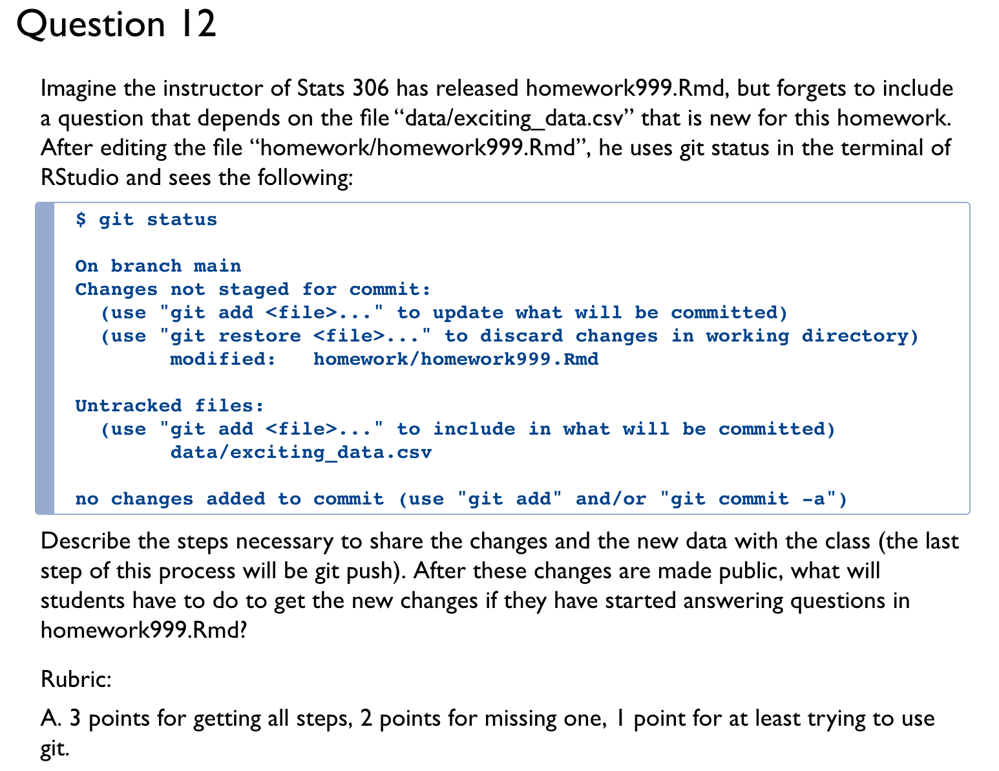 Question 12
Imagine the instructor of Stats 306 has released homework999.Rmd, but forgets to include
a question that depends on the file “data/exciting_data.csv” that is new for this homework.
After editing the file “homework/homework999.Rmd”, he uses git status in the terminal of
RStudio and sees the following:
$ git status
On branch main
Changes not staged for commit:
(use "git add <file>..." to update what will be committed)
(use "git restore <file>..." to discard changes in working directory)
modified: homework/homework999.Rmd
Untracked files:
(use "git add <file>..." to include in what will be committed)
data/exciting_data.csv
no changes added to commit (use "git add" and/or "git commit -a")
Describe the steps necessary to share the changes and the new data with the class (the last
step of this process will be git push). After these changes are made public, what will
students have to do to get the new changes if they have started answering questions in
homework999.Rmd?
Rubric:
A. 3 points for getting all steps, 2 points for missing one, 1 point for at least trying to use
git.